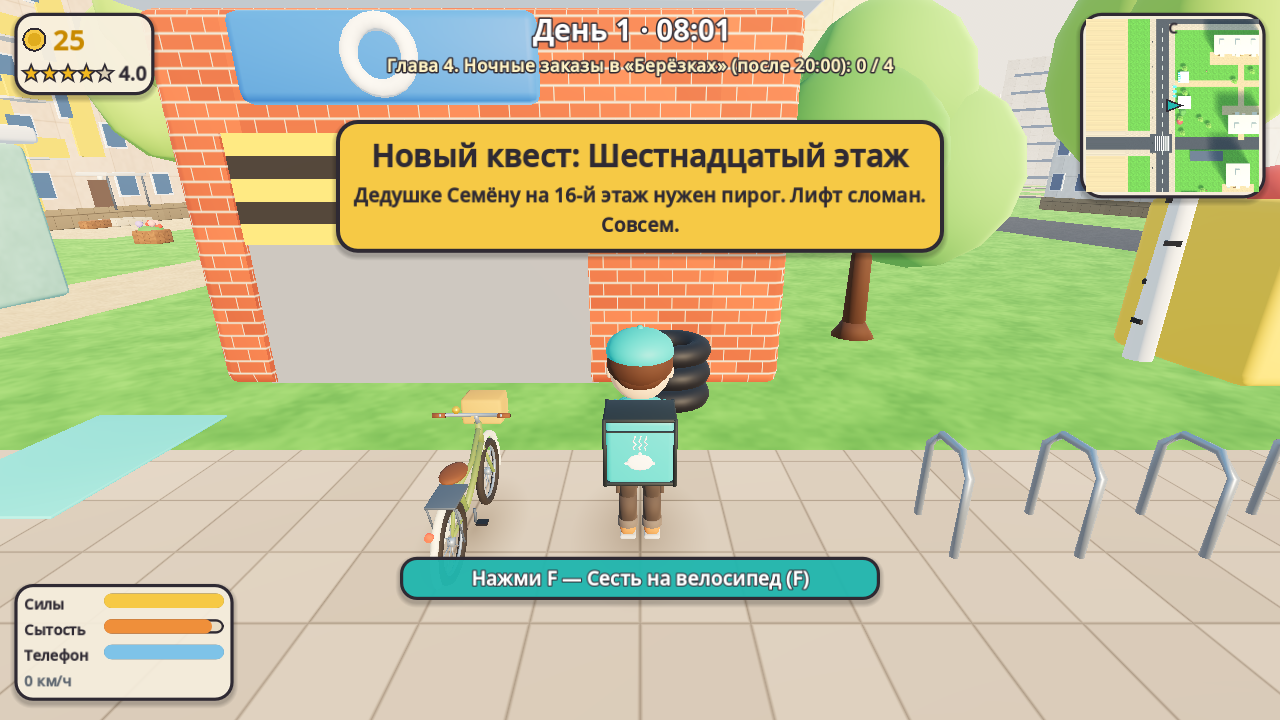 25
4.0
День 1 · 08:01
Глава 4. Ночные заказы в «Берёзках» (после 20:00): 0 / 4
С
Новый квест: Шестнадцатый этаж
Дедушке Семёну на 16-й этаж нужен пирог. Лифт сломан.
Совсем.
Нажми F — Сесть на велосипед (F)
Силы
Сытость
Телефон
0 км/ч